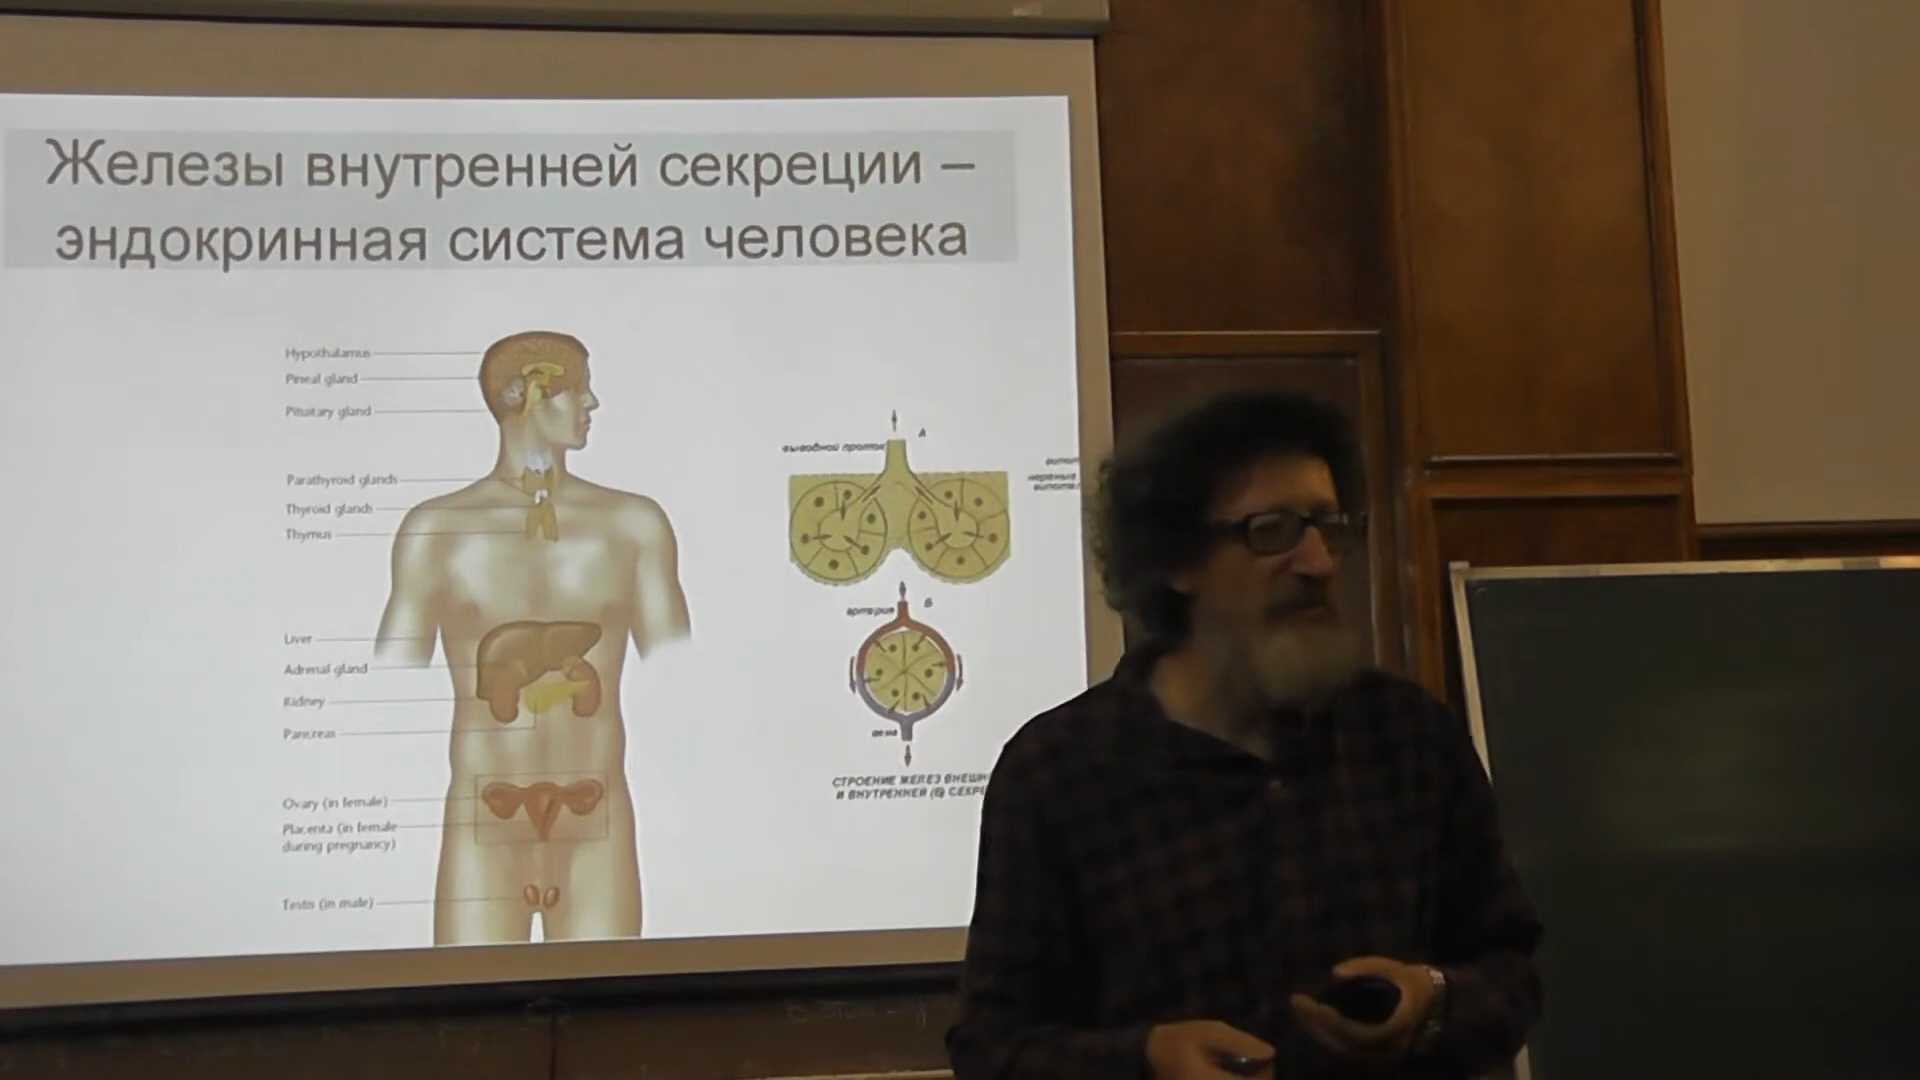 Железы внутренней секреции –
эндокринная система человека
Hypothalamus
Pineal gland
Pituitary gland
Parathyroid glands
Thyroid glands
Thymus
Liver
Adrenal gland
Kidney
Pancreas
Ovary (in female)
Placenta (in female
during pregnancy)
Testis (in male)
выводной проток
А
артерия
Б
вена
СТРОЕНИЕ ЖЕЛЕЗ ВНЕШН
И ВНУТРЕННЕЙ (Б) СЕКРЕ